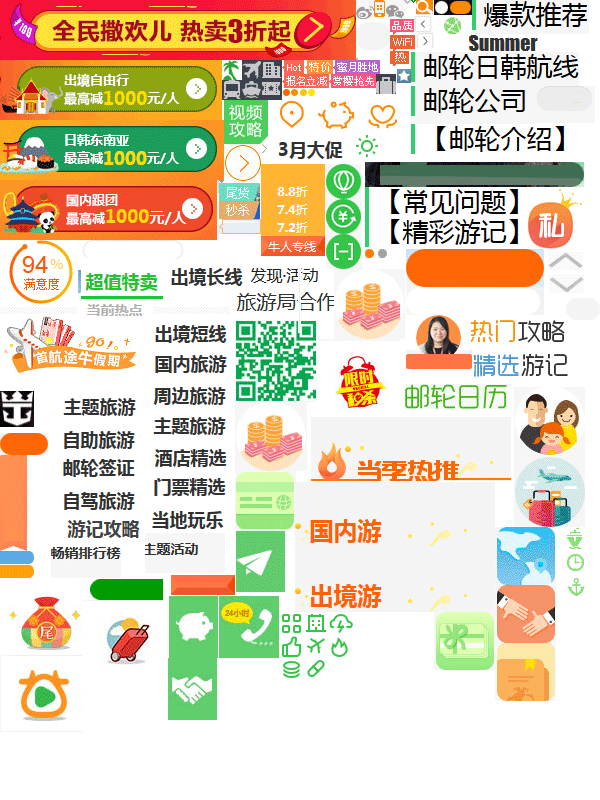 全民撒欢儿 热卖3折起
出境自由行
最高减1000元/人
日韩东南亚
最高减1000元/人
国内跟团
最高减1000元/人
视频
攻略
Hot
特价
蜜月胜地
报名立减
赏樱抢先
品质
WiFi
热
Summer
爆款推荐
邮轮日韩航线
邮轮公司
【邮轮介绍】
【常见问题】
【精彩游记】
私
3月大促
尾货
秒杀
8.8折
7.4折
7.2折
牛人专线
94%
满意度
超值特卖
当前热点
出境长线
发现·活动
旅游局合作
首航途牛假期
出境短线
国内旅游
周边旅游
主题旅游
酒店精选
门票精选
当地玩乐
主题活动
主题旅游
自助旅游
邮轮签证
自驾旅游
游记攻略
畅销排行榜
限时
秒杀
热门攻略
精选游记
邮轮日历
当季热推
国内游
出境游
尾
24小时